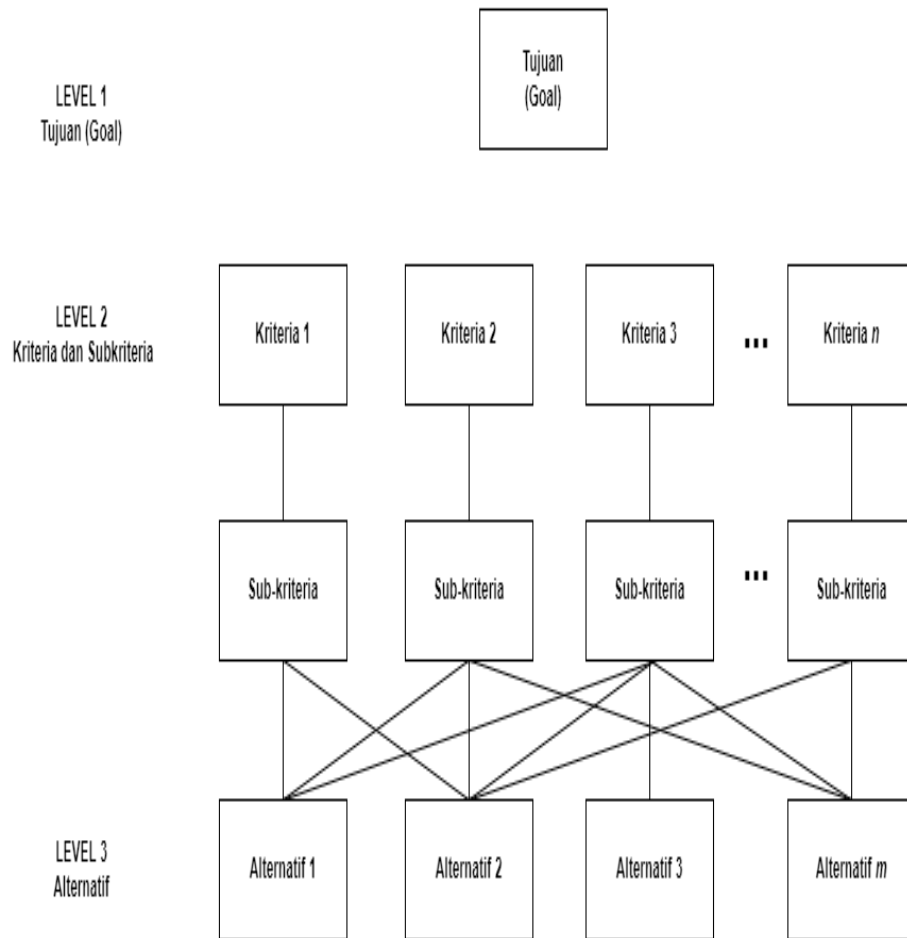 Tujuan
(Goal)
LEVEL 1
Tujuan (Goal)
LEVEL 2
Kriteria dan Subkriteria
Kriteria 1
Kriteria 2
Kriteria 3
...
Kriteria n
Sub-kriteria
Sub-kriteria
Sub-kriteria
...
Sub-kriteria
LEVEL 3
Alternatif
Alternatif 1
Alternatif 2
Alternatif 3
Alternatif m